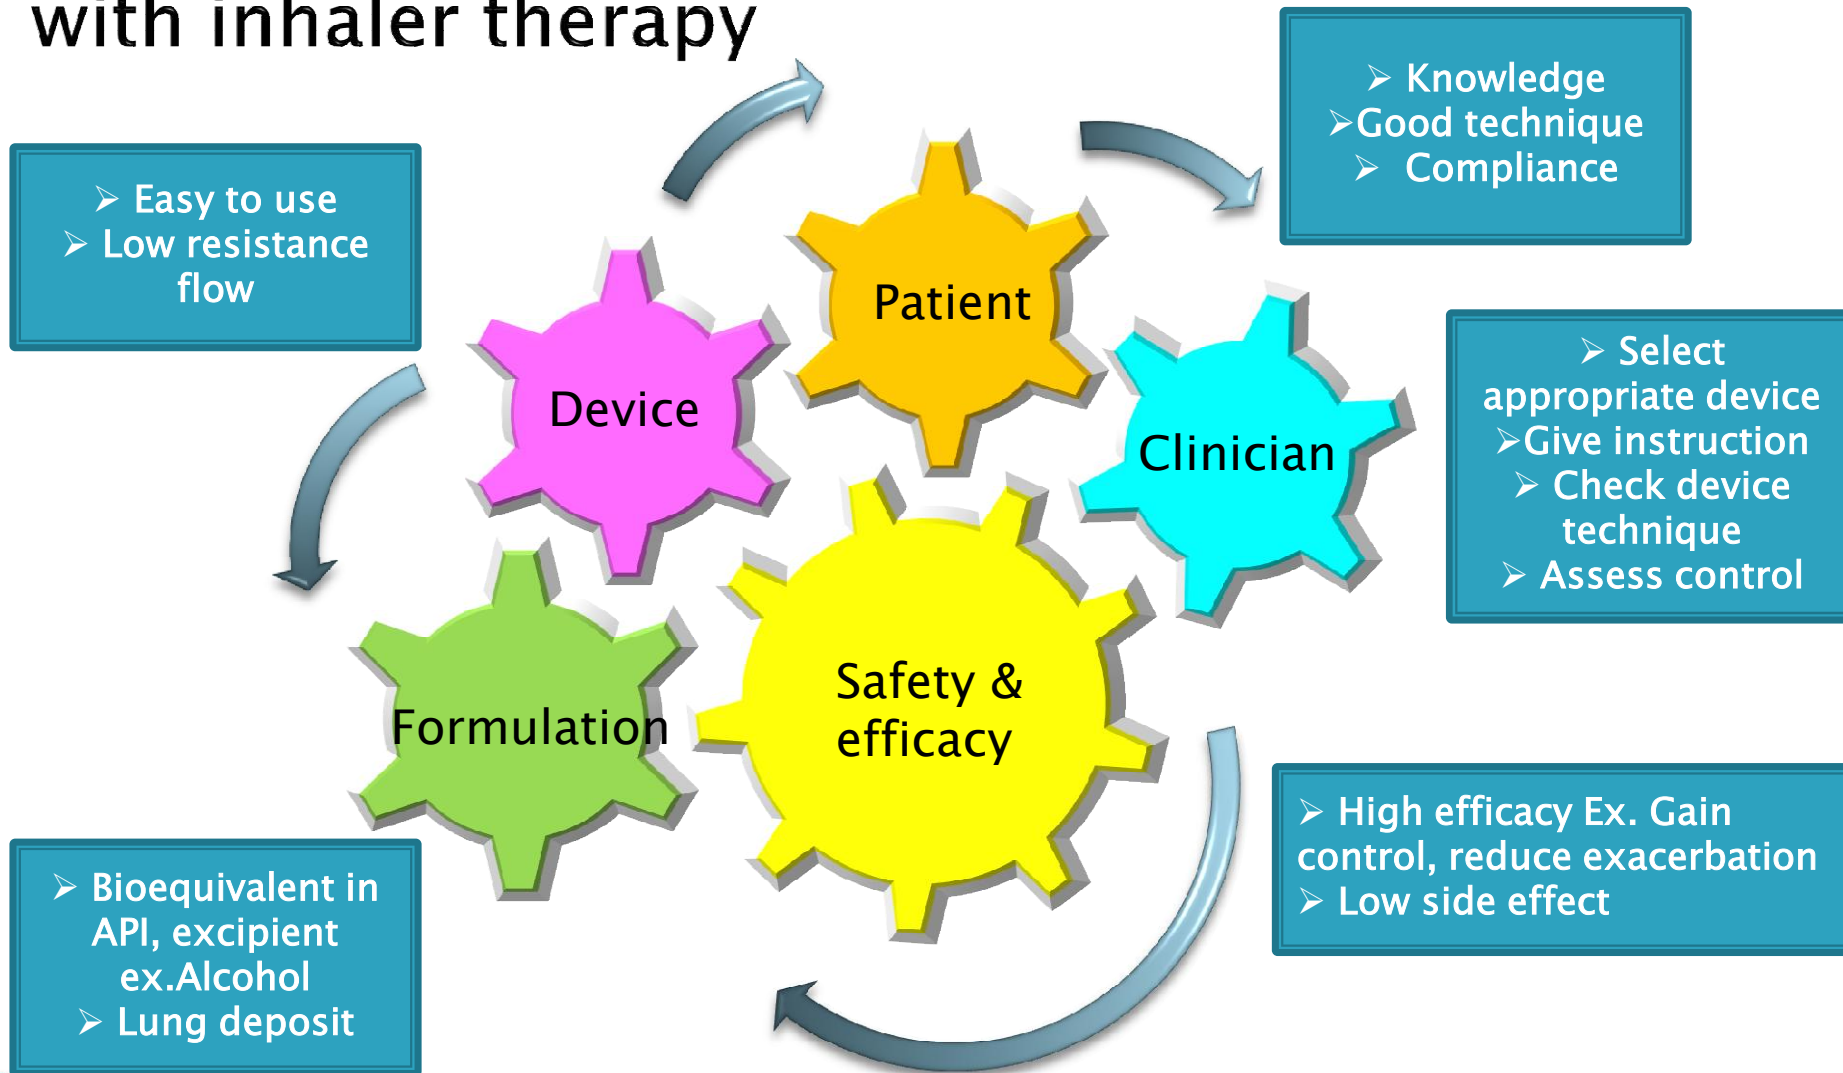 with inhaler therapy
➢ Knowledge
➢Good technique
➢ Compliance
➢ Easy to use
➢ Low resistance
flow
Patient
Device
Clinician
➢ Select
appropriate device
➢Give instruction
➢ Check device
technique
➢ Assess control
Safety &
efficacy
Formulation
➢ High efficacy Ex. Gain
control, reduce exacerbation
➢ Low side effect
➢ Bioequivalent in
API, excipient
ex.Alcohol
➢ Lung deposit